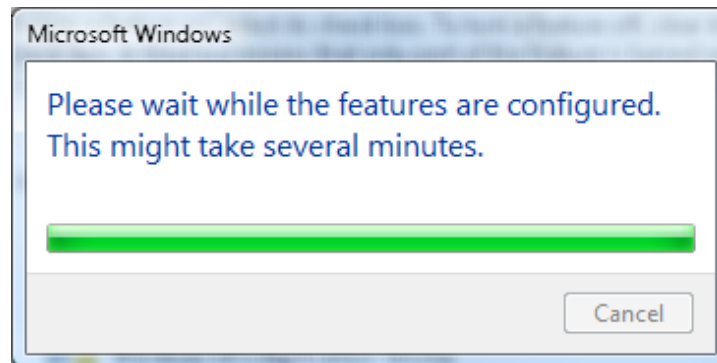 Microsoft Windows
Please wait while the features are configured.
This might take several minutes.
Cancel